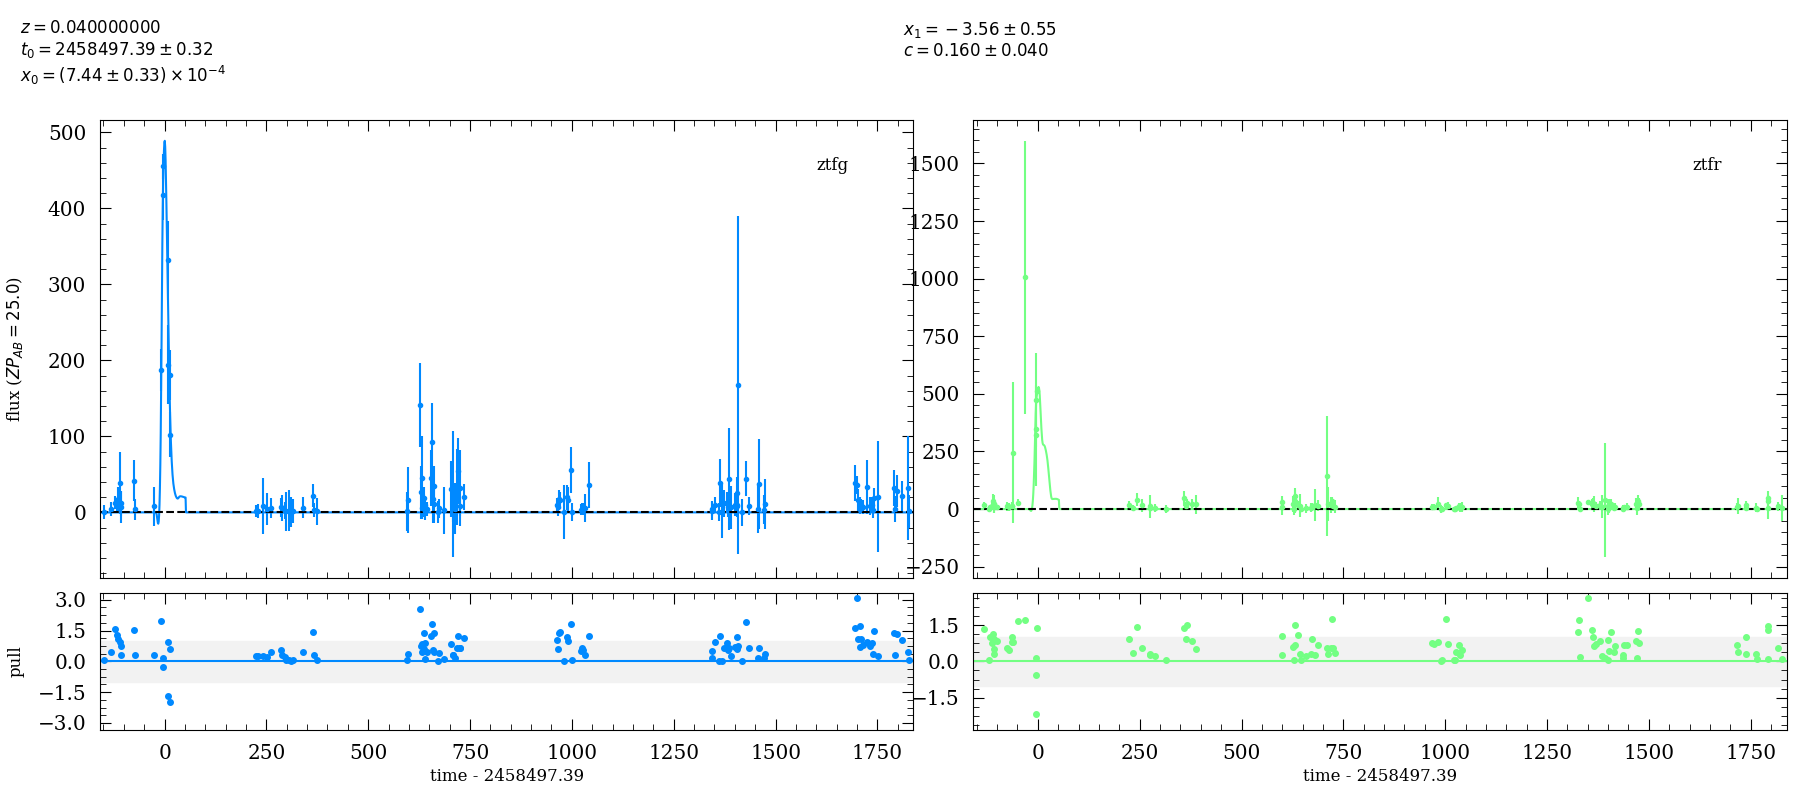 z = 0.040000000
t₀ = 2458497.39 ± 0.32
x₀ = (7.44 ± 0.33) × 10⁻⁴
x₁ = −3.56 ± 0.55
c = 0.160 ± 0.040
ztfg
500
400
300
200
100
0
flux (ZP_AB = 25.0)
ztfr
1500
1250
1000
750
500
250
0
−250
3.0
1.5
0.0
−1.5
−3.0
pull
0 250 500 750 1000 1250 1500 1750
time - 2458497.39
1.5
0.0
−1.5
0 250 500 750 1000 1250 1500 1750
time - 2458497.39